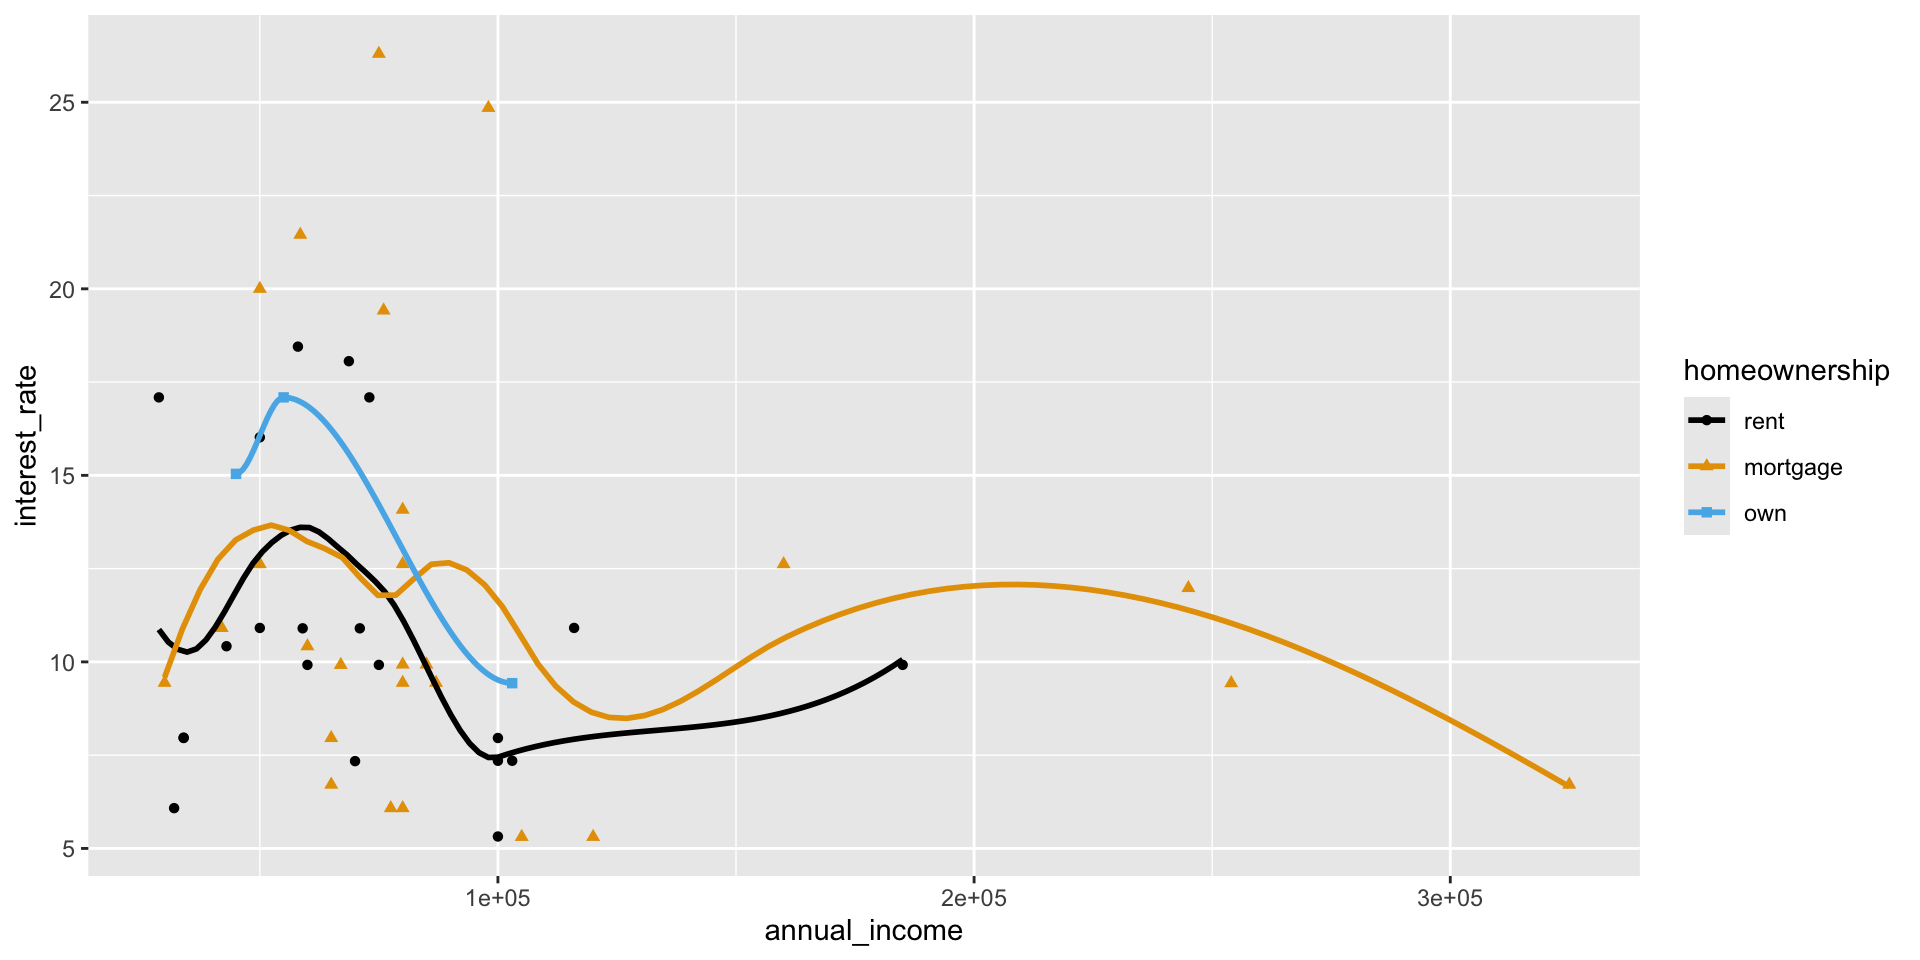 25
20
15
10
5
interest_rate
1e+05
2e+05
3e+05
annual_income
homeownership
rent
mortgage
own